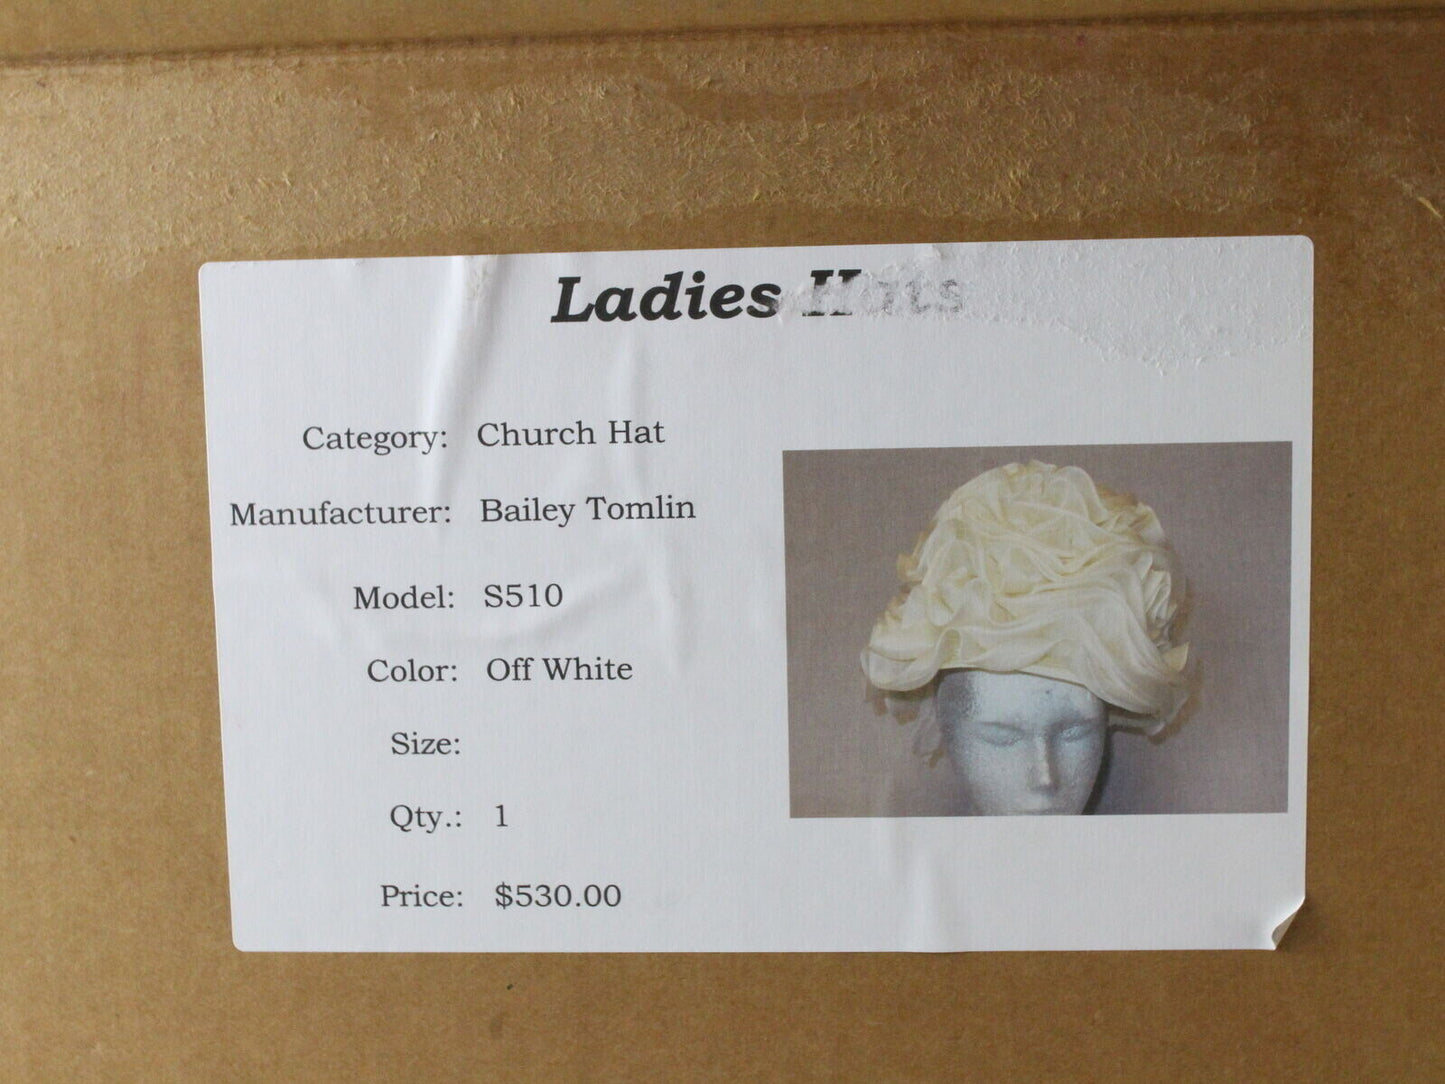 Ladies Hats
Category: Church Hat
Manufacturer: Bailey Tomlin
Model: S510
Color: Off White
Size:
Qty.: 1
Price: $530.00